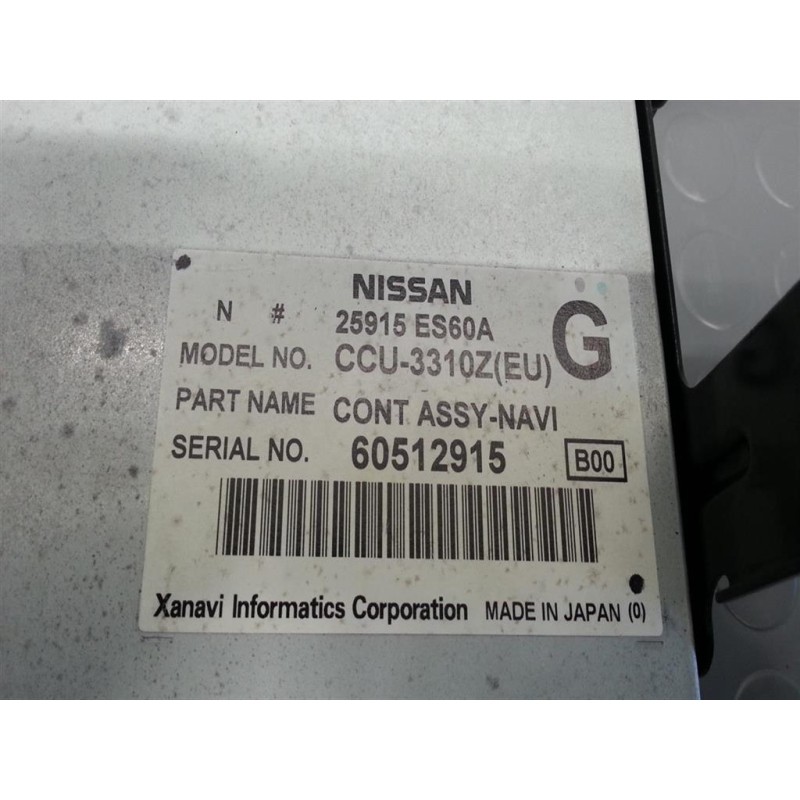 NISSAN
N # 25915 ES60A
G
MODEL NO. CCU-3310Z(EU)
PART NAME CONT ASSY-NAVI
SERIAL NO. 60512915 B00
Xanavi Informatics Corporation MADE IN JAPAN (0)